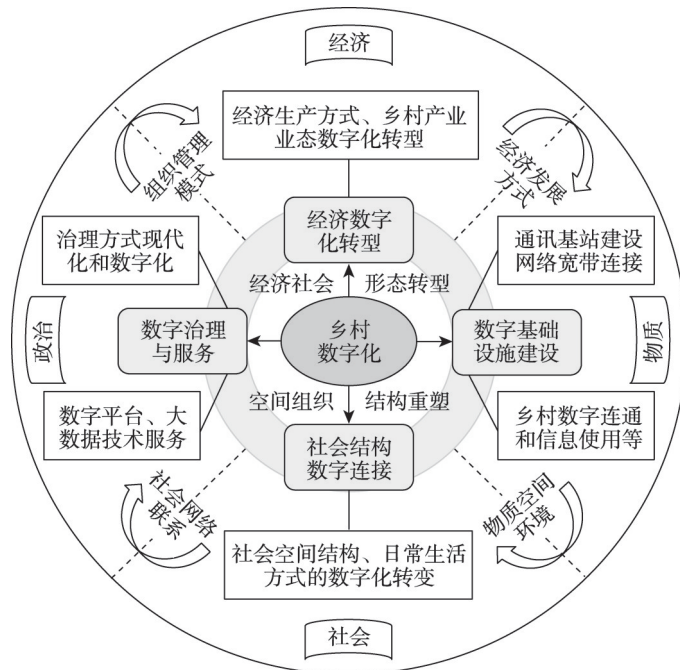 经济
经济生产方式、乡村产业
业态数字化转型
组织管理
模式
经济发展
方式
经济数字
化转型
治理方式现代
化和数字化
通讯基站建设
网络宽带连接
经济社会
形态转型
政治
数字治理
与服务
乡村
数字化
数字基础
设施建设
物质
空间组织
结构重塑
数字平台、大
数据技术服务
社会结构
数字连接
乡村数字连通
和信息使用等
社会网络
联系
物质空间
环境
社会空间结构、日常生活
方式的数字化转变
社会